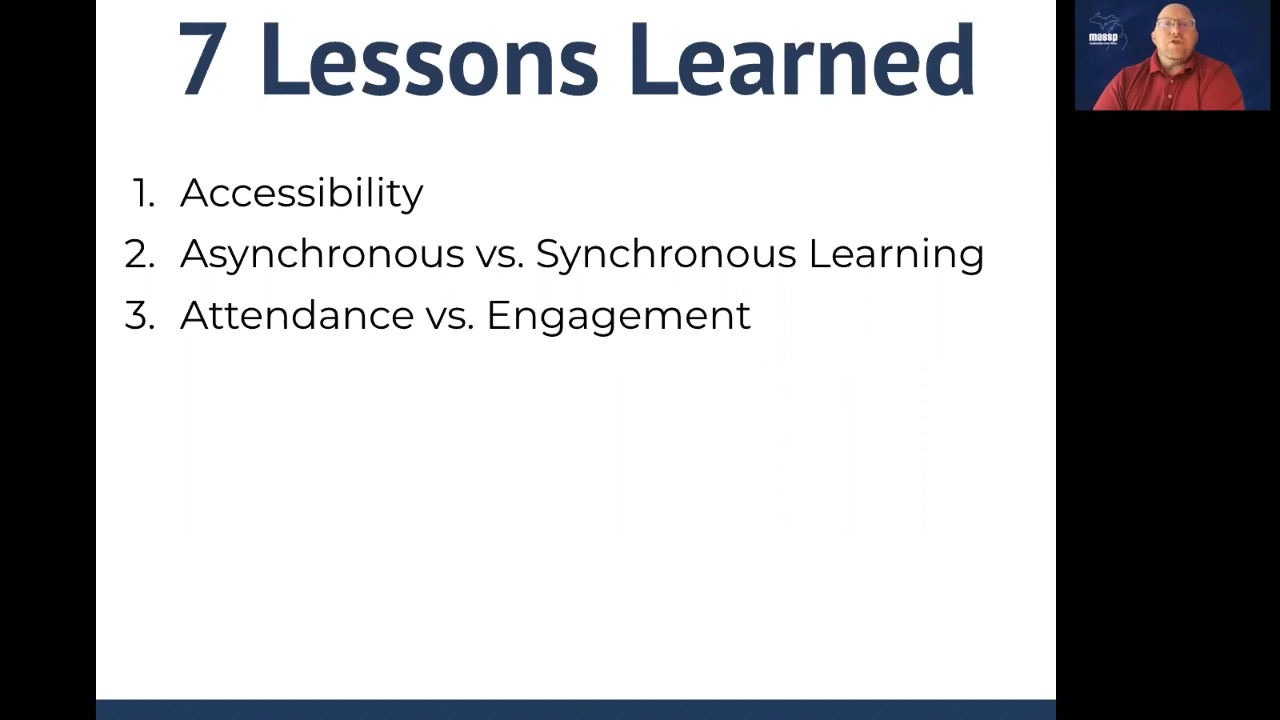 7 Lessons Learned
1. Accessibility
2. Asynchronous vs. Synchronous Learning
3. Attendance vs. Engagement
massp